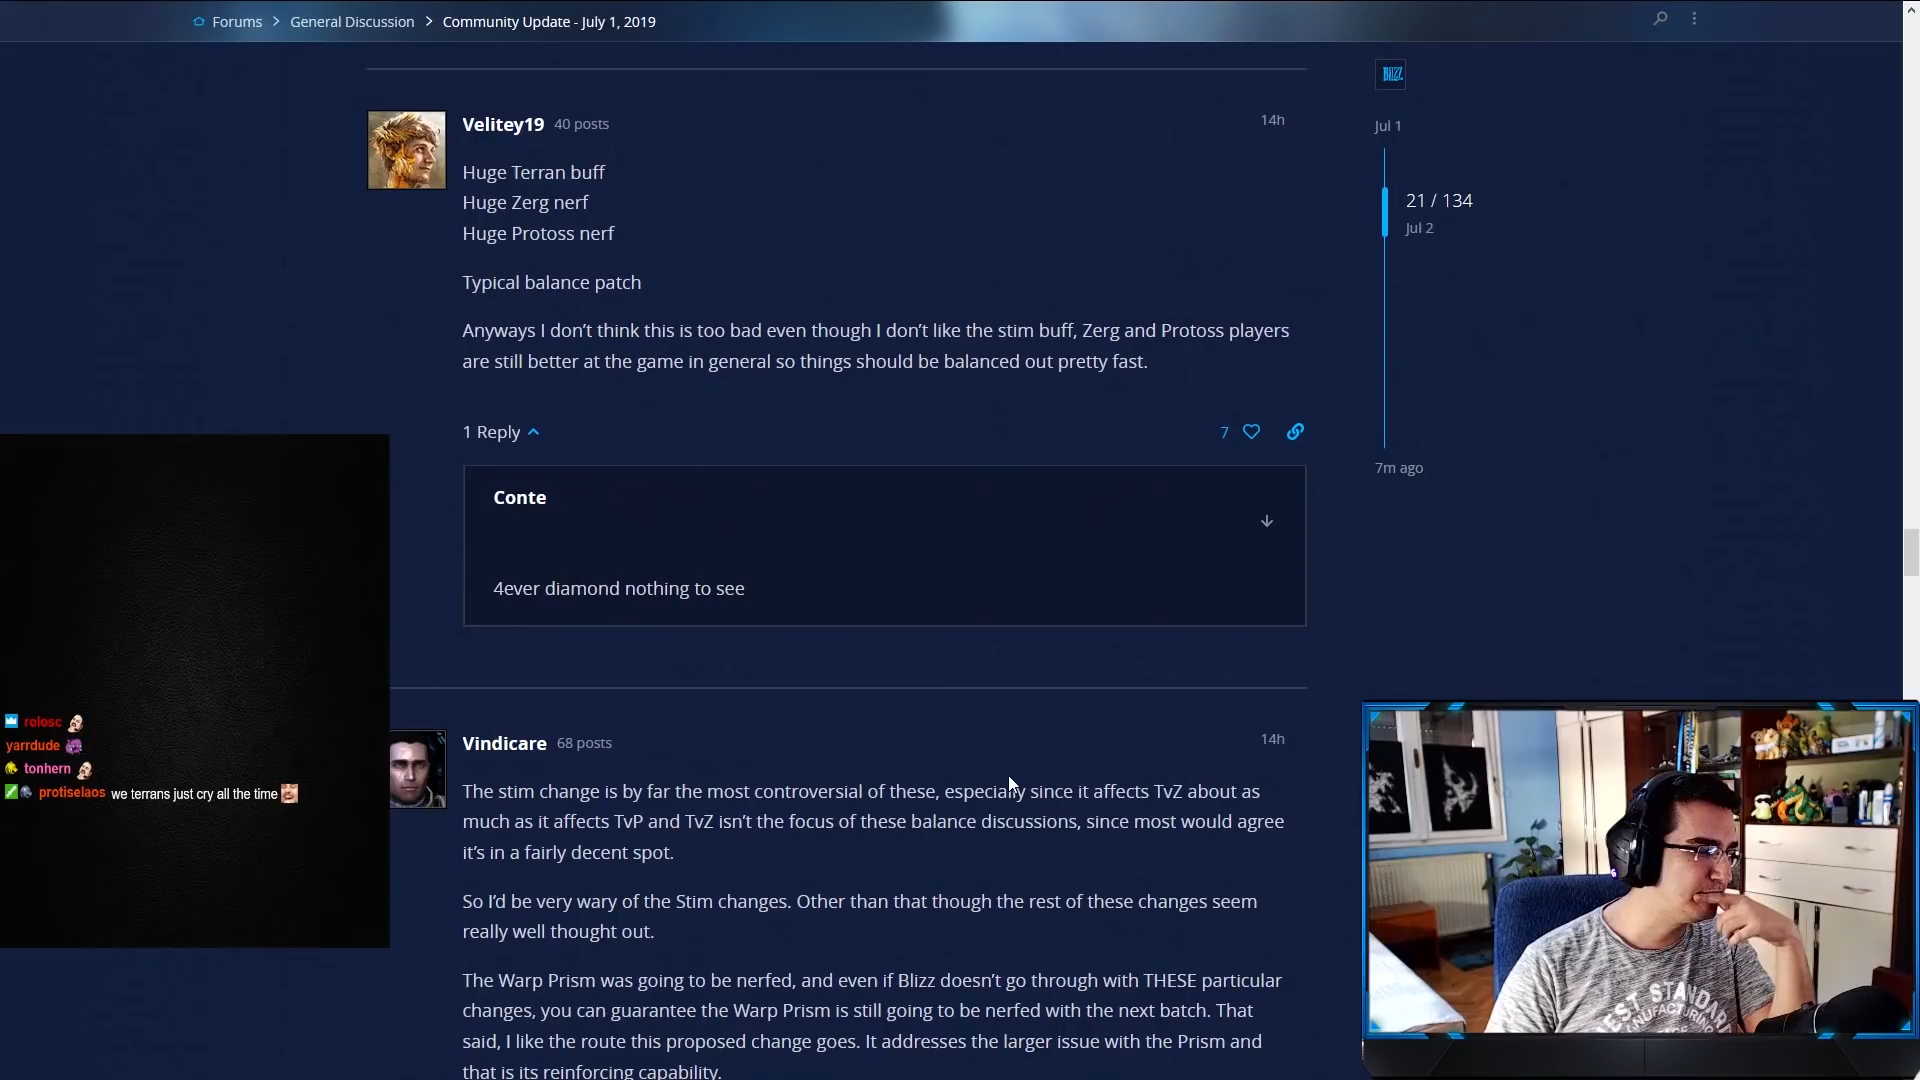 Forums > General Discussion > Community Update - July 1, 2019
BLIZZ
Jul 1
21 / 134
Jul 2
7m ago
Velitey19 40 posts 14h
Huge Terran buff
Huge Zerg nerf
Huge Protoss nerf
Typical balance patch
Anyways I don’t think this is too bad even though I don’t like the stim buff, Zerg and Protoss players
are still better at the game in general so things should be balanced out pretty fast.
1 Reply 7
Conte
4ever diamond nothing to see
Vindicare 68 posts 14h
The stim change is by far the most controversial of these, especially since it affects TvZ about as
much as it affects TvP and TvZ isn’t the focus of these balance discussions, since most would agree
it’s in a fairly decent spot.
So I’d be very wary of the Stim changes. Other than that though the rest of these changes seem
really well thought out.
The Warp Prism was going to be nerfed, and even if Blizz doesn’t go through with THESE particular
changes, you can guarantee the Warp Prism is still going to be nerfed with the next batch. That
said, I like the route this proposed change goes. It addresses the larger issue with the Prism and
that is its reinforcing capability.
rolosc
yarrdude
tonhern
protiselaos we terrans just cry all the time